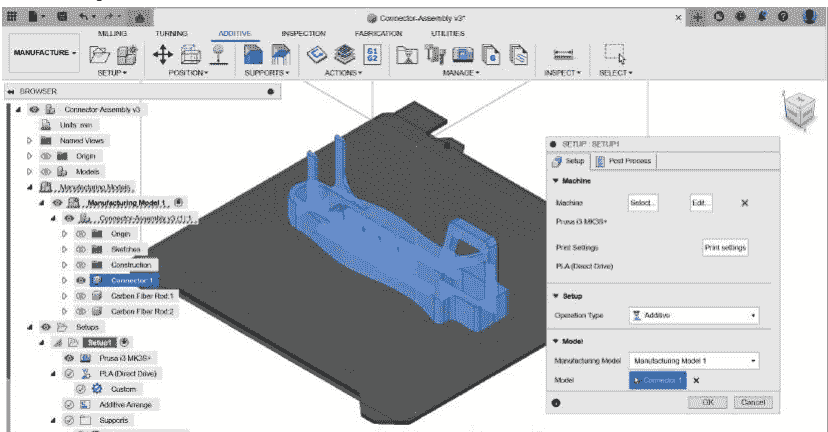 Connector-Assembly v3*
MILLING TURNING ADDITIVE INSPECTION FABRICATION UTILITIES
MANUFACTURE
G1
G2
SETUP POSITION SUPPORTS ACTIONS MANAGE INSPECT SELECT
BROWSER
Connector-Assembly v3
Units: mm
Named Views
Origin
Models
Manufacturing Models
Manufacturing Model 1
Connector-Assembly v3 (1):1
Origin
Sketches
Construction
Connector:1
Carbon Fiber Rod:1
Carbon Fiber Rod:2
Setups
Setup1
Prusa i3 MK3S+
PLA (Direct Drive)
Custom
Additive Arrange
Supports
SETUP : SETUP1
Setup Post Process
Machine
Machine Select... Edit...
Prusa i3 MK3S+
Print Settings Print settings
PLA (Direct Drive)
Setup
Operation Type Additive
Model
Manufacturing Model Manufacturing Model 1
Model Connector:1
OK Cancel